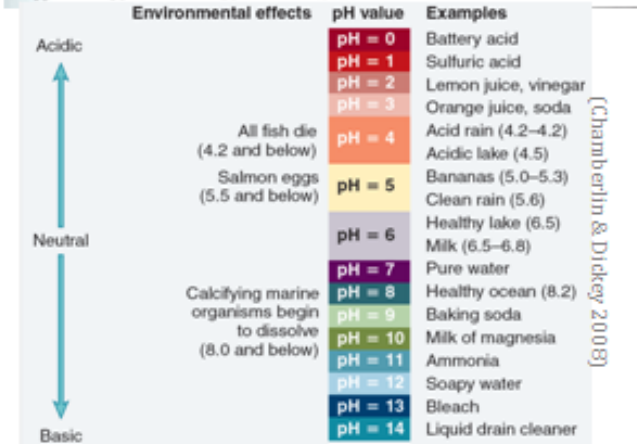 Environmental effects pH value Examples
Acidic
pH = 0 Battery acid
pH = 1 Sulfuric acid
pH = 2 Lemon juice, vinegar
pH = 3 Orange juice, soda
All fish die
(4.2 and below)
pH = 4
Acid rain (4.2–4.2)
Acidic lake (4.5)
Salmon eggs
(5.5 and below)
pH = 5
Bananas (5.0–5.3)
Clean rain (5.6)
Neutral
pH = 6
Healthy lake (6.5)
Milk (6.5–6.8)
pH = 7 Pure water
Calcifying marine
organisms begin
to dissolve
(8.0 and below)
pH = 8 Healthy ocean (8.2)
pH = 9 Baking soda
pH = 10 Milk of magnesia
pH = 11 Ammonia
pH = 12 Soapy water
pH = 13 Bleach
pH = 14 Liquid drain cleaner
Basic
(Chamberlin & Dickey 2008)